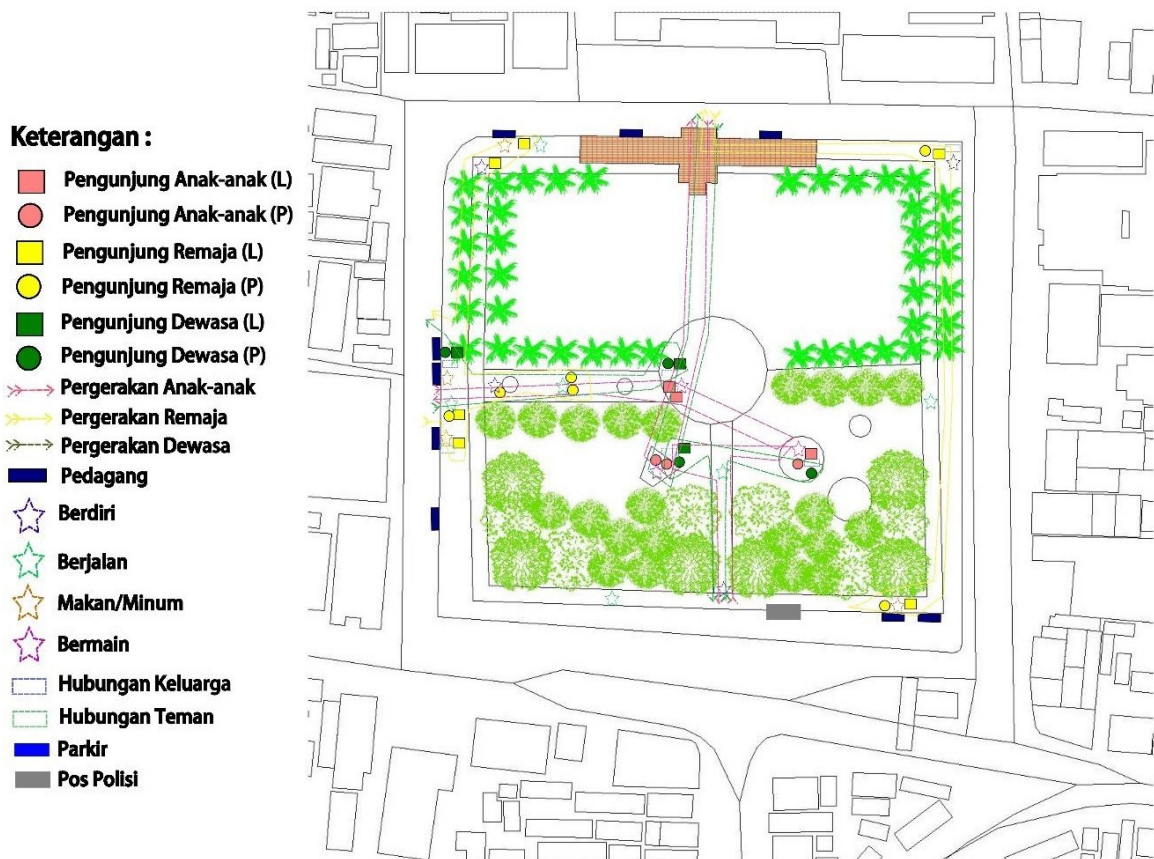 Keterangan :
Pengunjung Anak-anak (L)
Pengunjung Anak-anak (P)
Pengunjung Remaja (L)
Pengunjung Remaja (P)
Pengunjung Dewasa (L)
Pengunjung Dewasa (P)
Pergerakan Anak-anak
Pergerakan Remaja
Pergerakan Dewasa
Pedagang
Berdiri
Berjalan
Makan/Minum
Bermain
Hubungan Keluarga
Hubungan Teman
Parkir
Pos Polisi